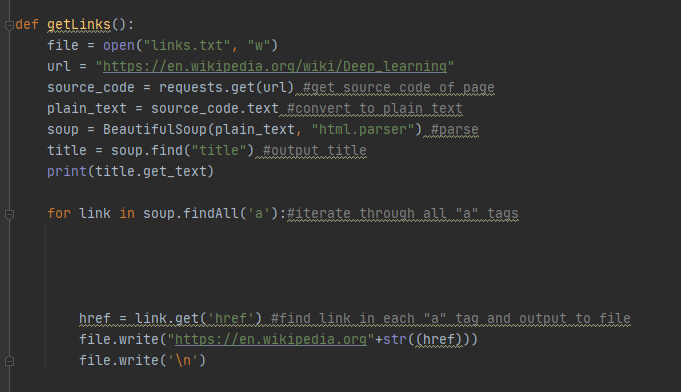 def getLinks():
    file = open("links.txt", "w")
    url = "https://en.wikipedia.org/wiki/Deep_learning"
    source_code = requests.get(url) #get source code of page
    plain_text = source_code.text #convert to plain text
    soup = BeautifulSoup(plain_text, "html.parser") #parse
    title = soup.find("title") #output title
    print(title.get_text)
    for link in soup.findAll('a'):#iterate through all "a" tags
        href = link.get('href') #find link in each "a" tag and output to file
        file.write("https://en.wikipedia.org"+str((href)))
        file.write('\n')